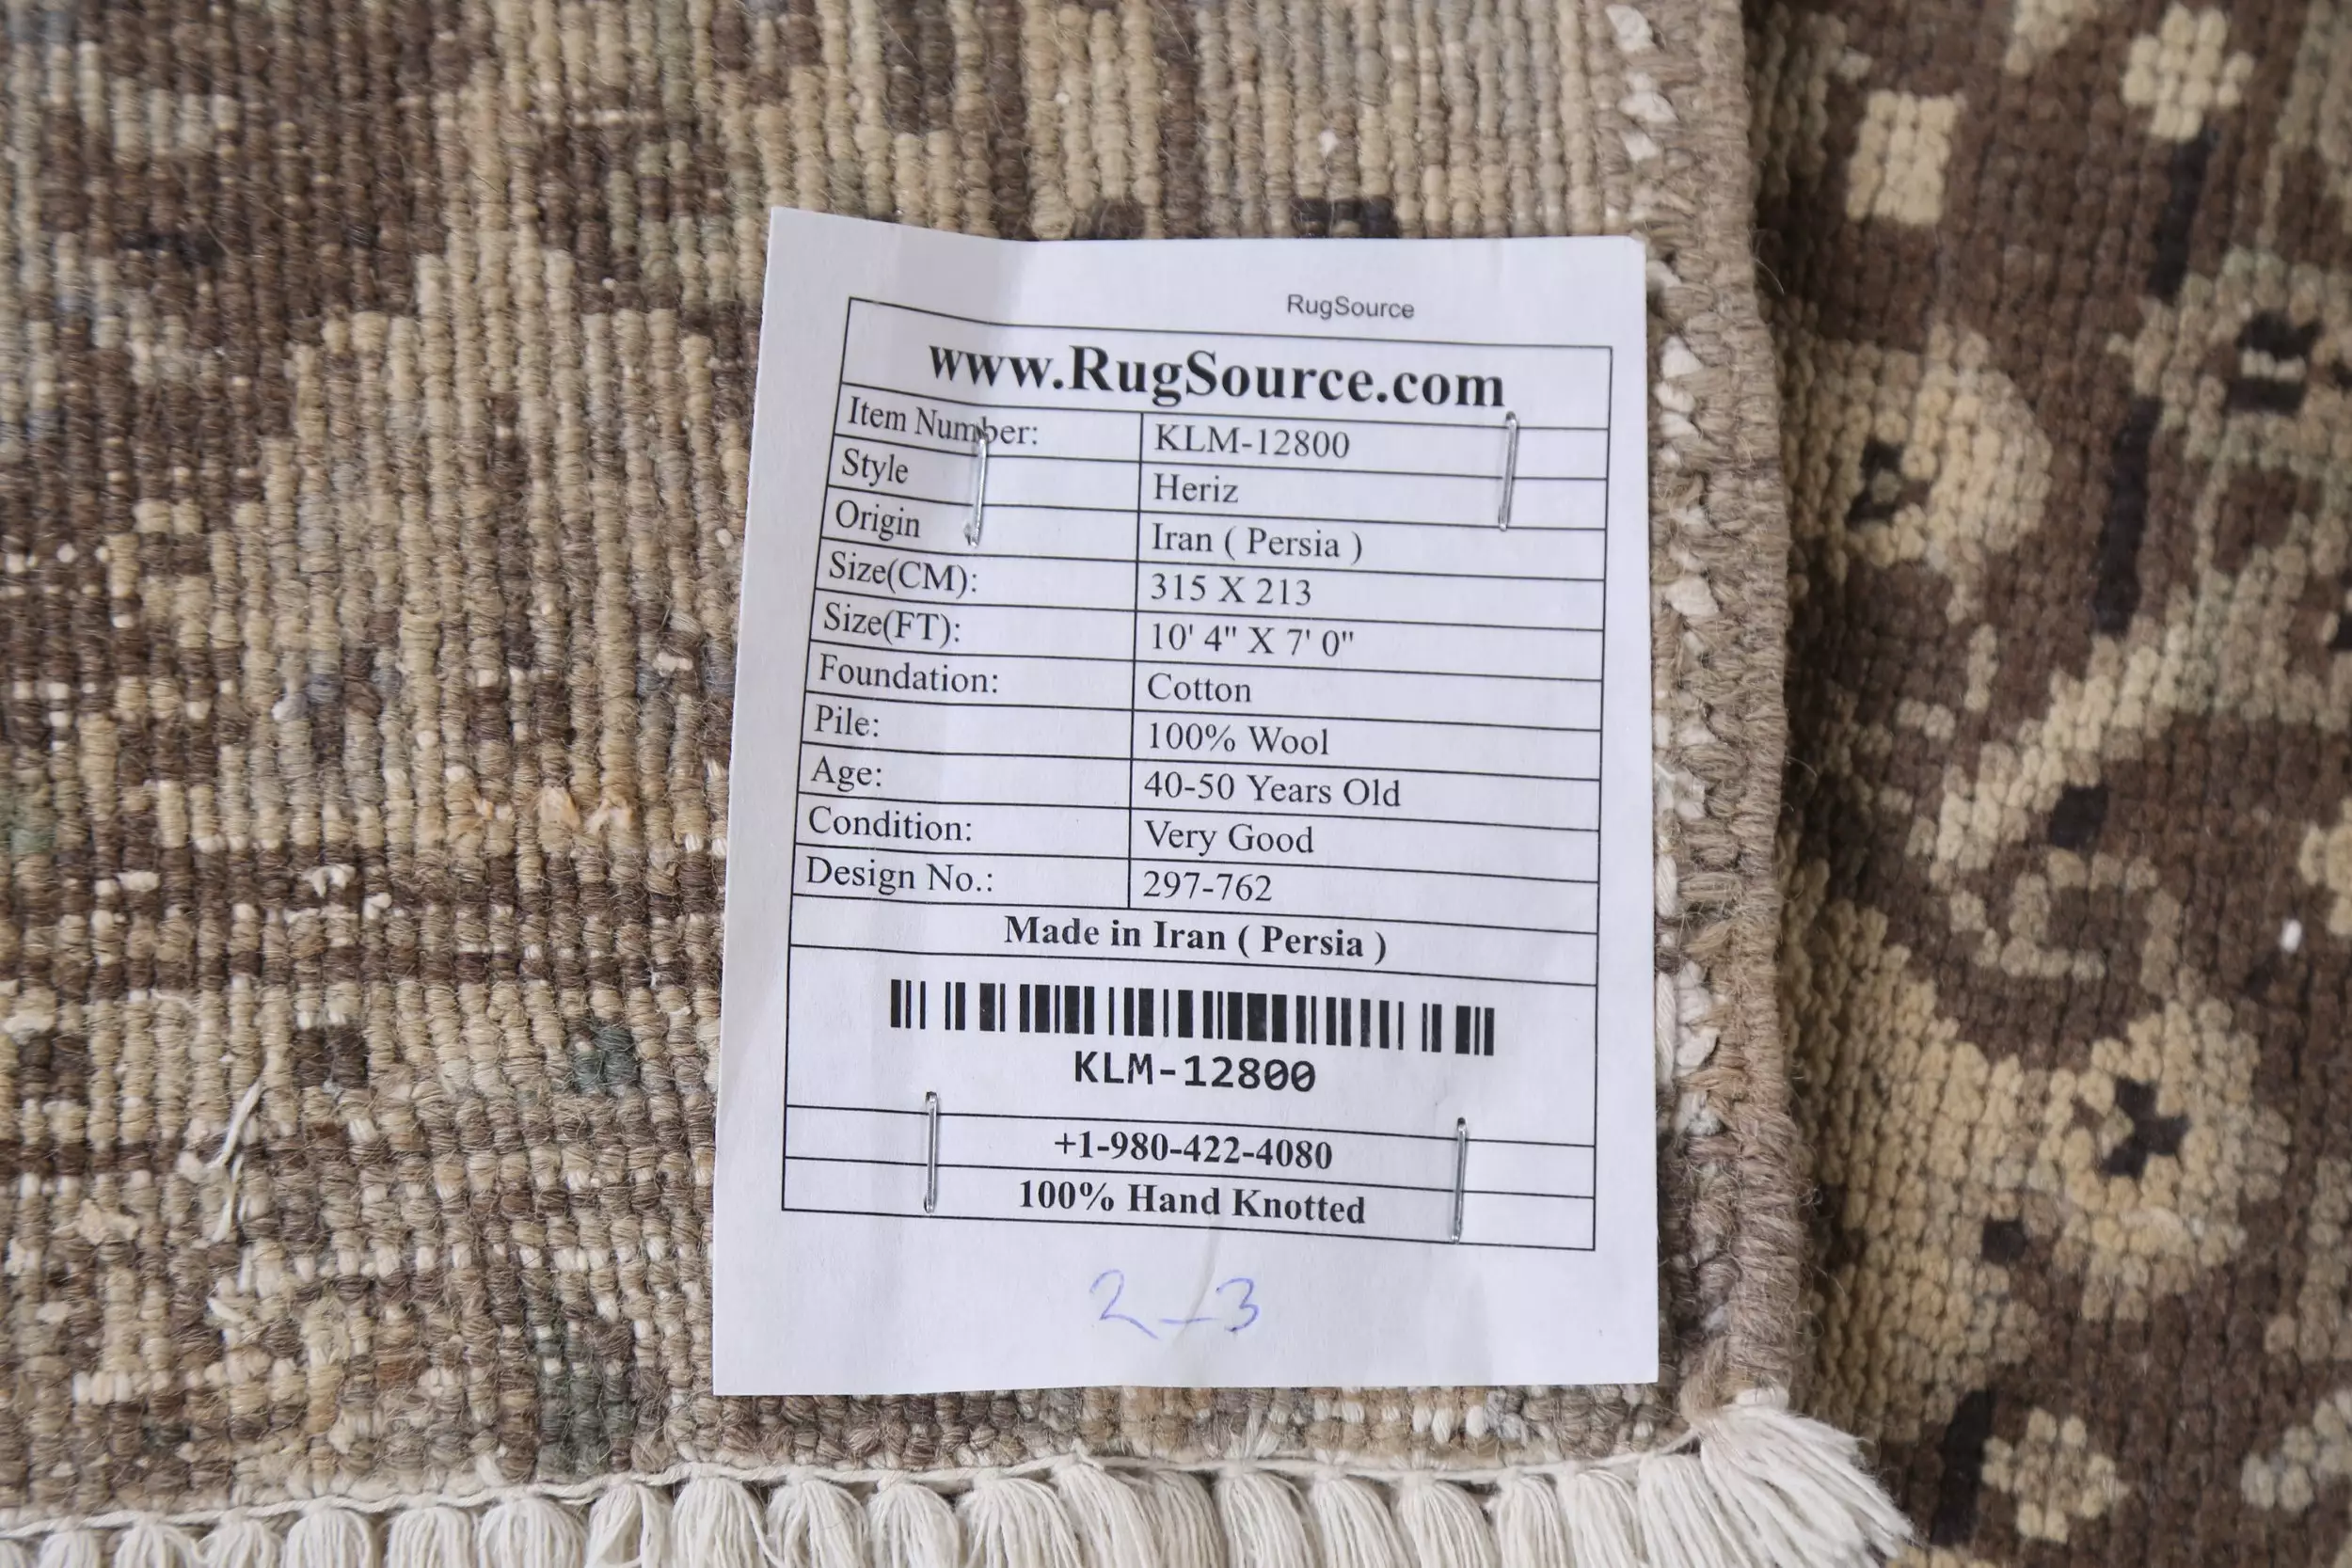 RugSource
www.RugSource.com
Item Number: KLM-12800
Style Heriz
Origin Iran ( Persia )
Size(CM): 315 X 213
Size(FT): 10' 4" X 7' 0"
Foundation: Cotton
Pile: 100% Wool
Age: 40-50 Years Old
Condition: Very Good
Design No.: 297-762
Made in Iran ( Persia )
KLM-12800
+1-980-422-4080
100% Hand Knotted
2-3